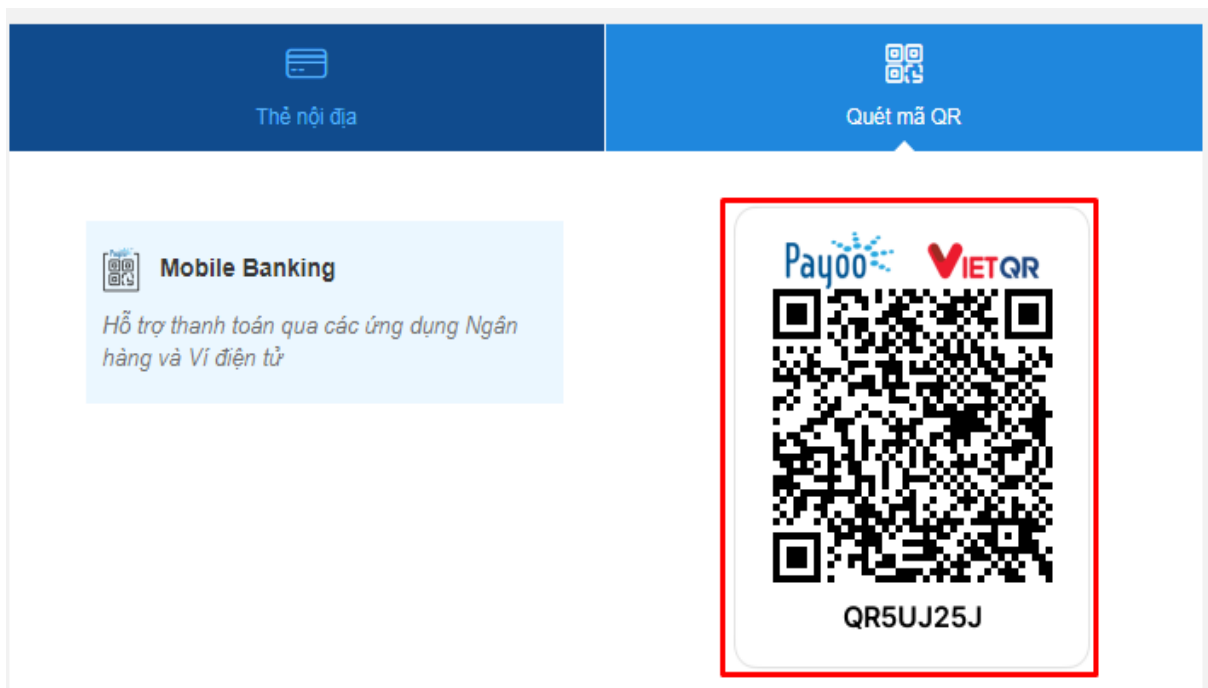 Thẻ nội địa
Quét mã QR
Mobile Banking
Hỗ trợ thanh toán qua các ứng dụng Ngân
hàng và Ví điện tử
Payoo VIETQR
QR5UJ25J